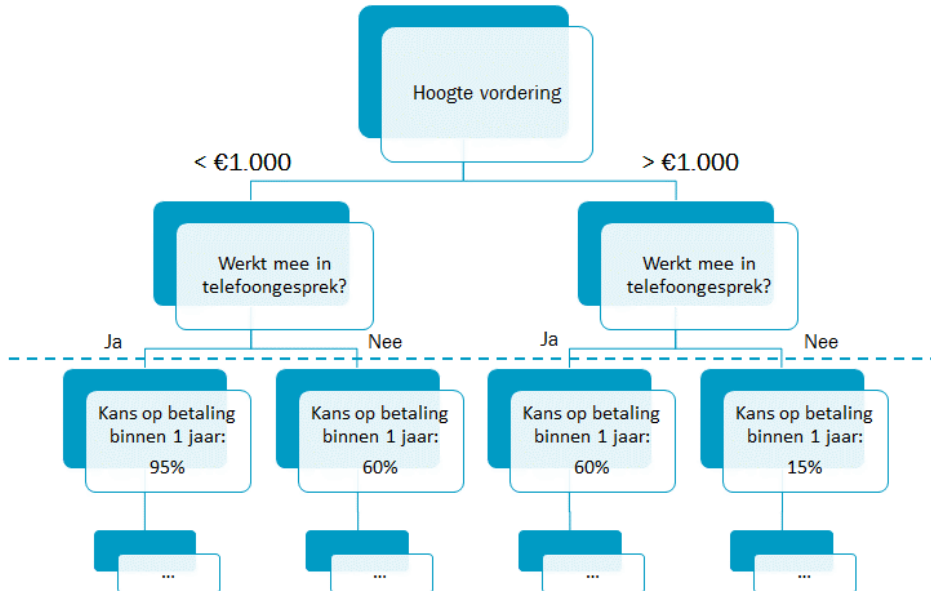 Hoogte vordering
< €1.000
> €1.000
Werkt mee in
telefoongesprek?
Werkt mee in
telefoongesprek?
Ja
Nee
Ja
Nee
Kans op betaling
binnen 1 jaar:
95%
Kans op betaling
binnen 1 jaar:
60%
Kans op betaling
binnen 1 jaar:
60%
Kans op betaling
binnen 1 jaar:
15%
...
...
...
...